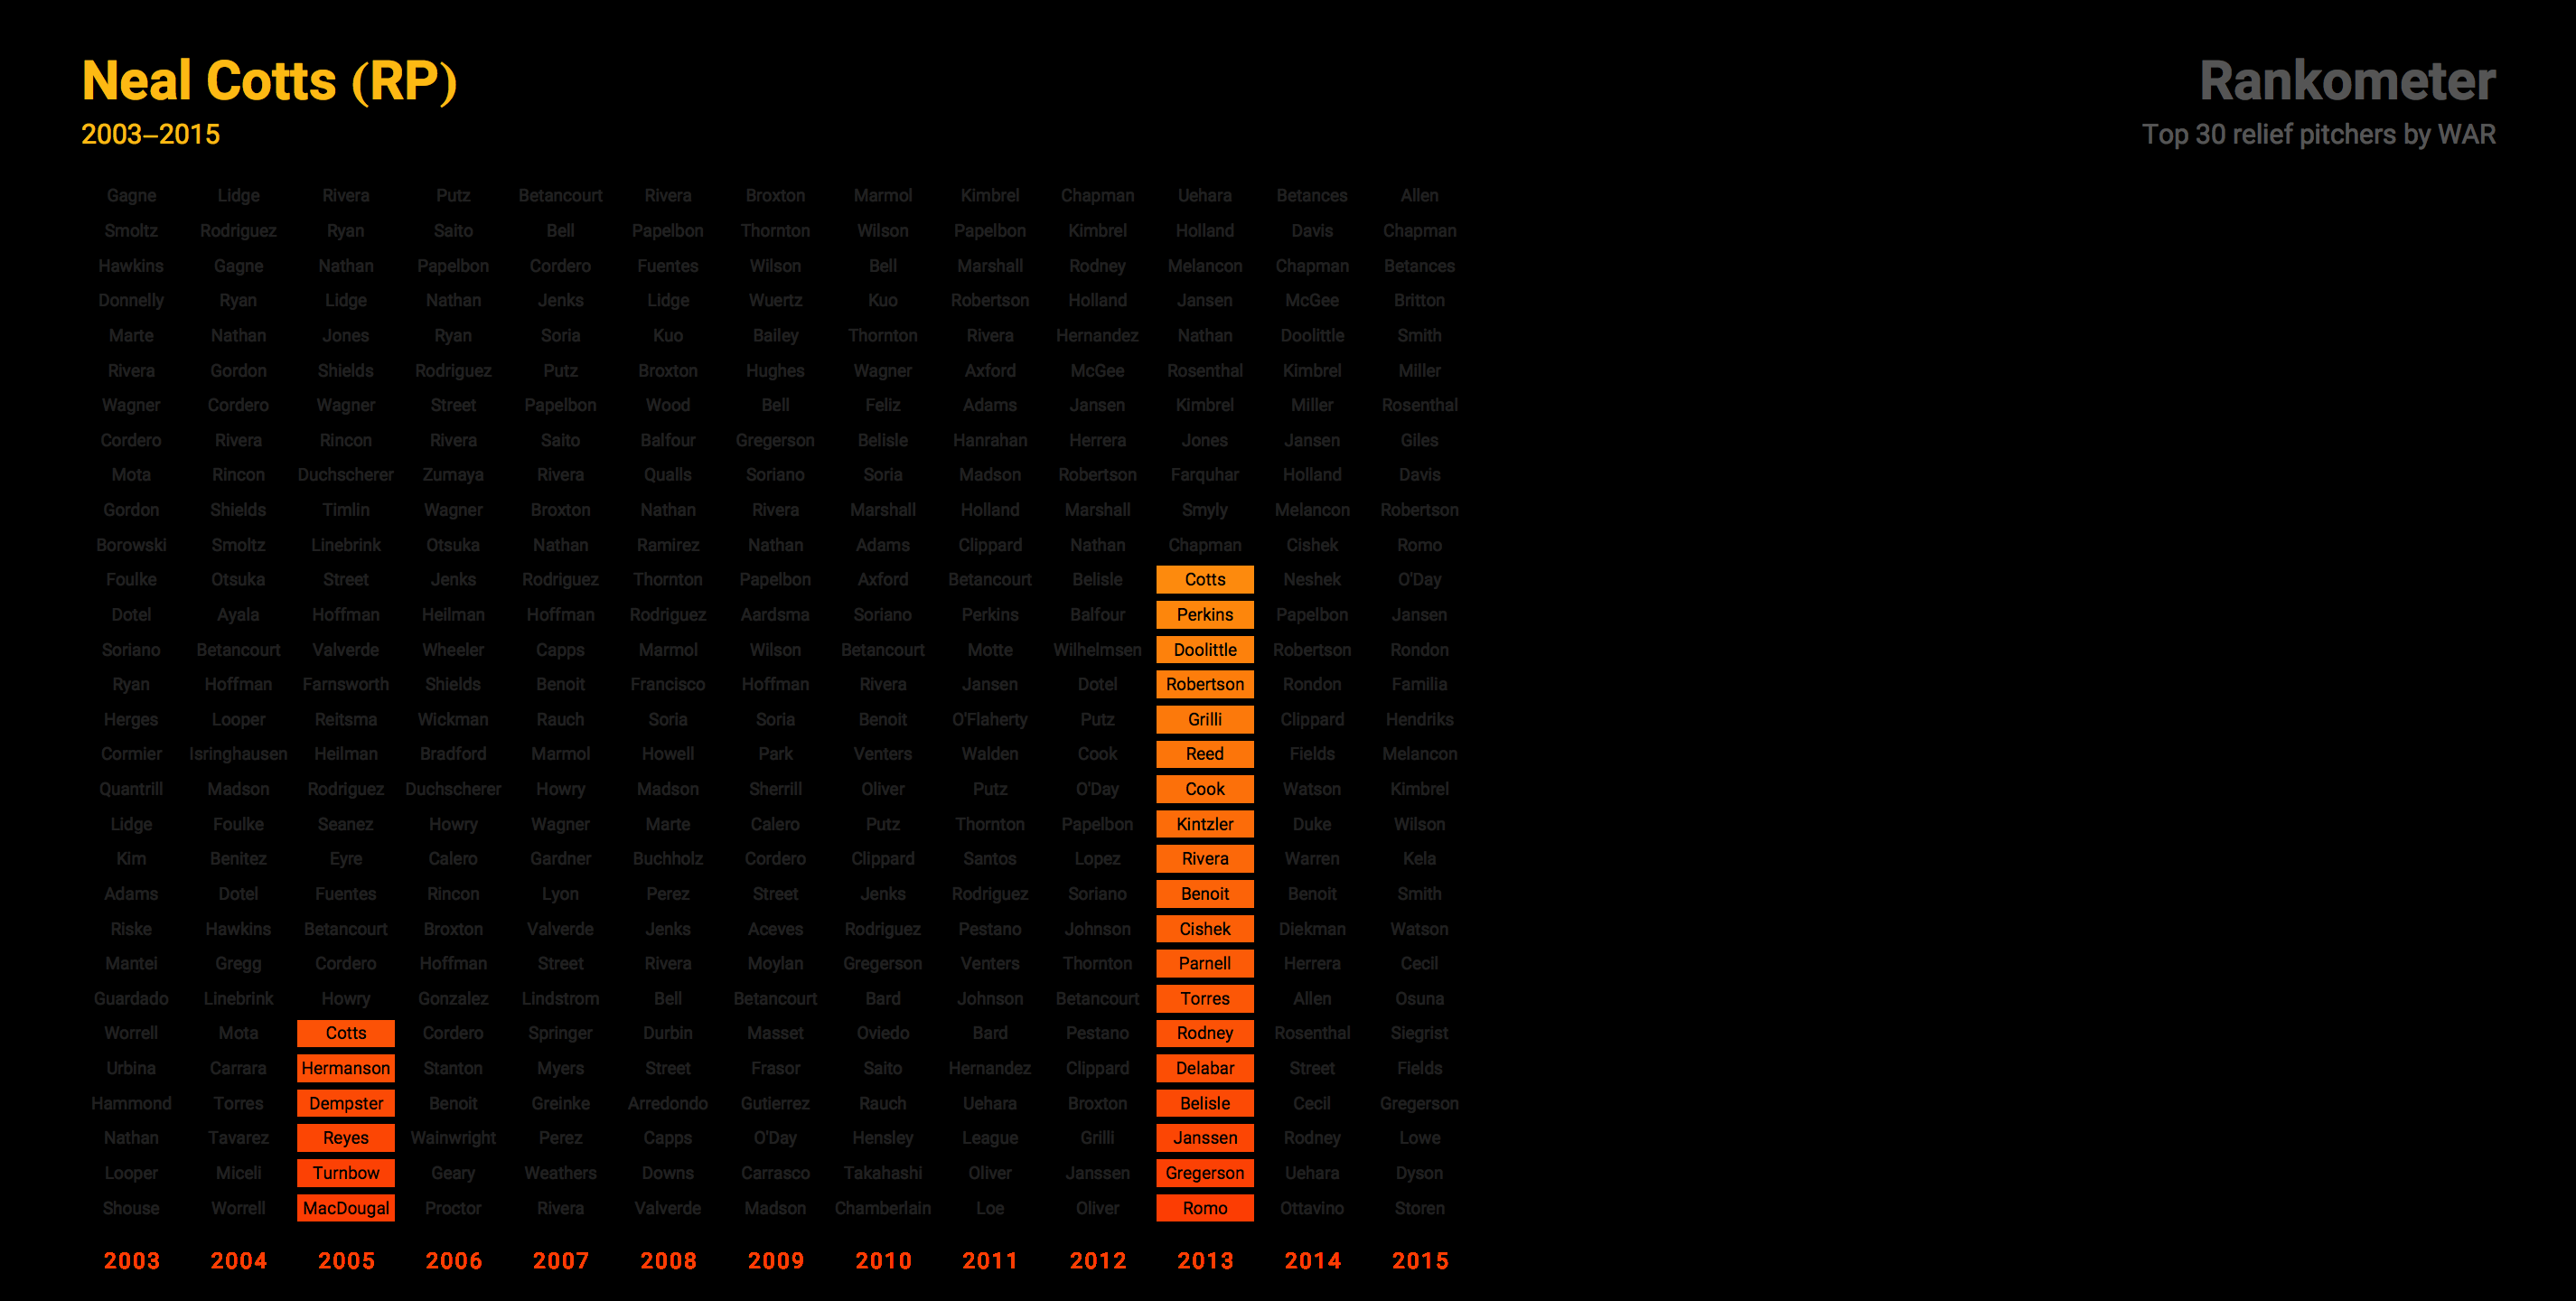 Neal Cotts (RP)
2003–2015
Rankometer
Top 30 relief pitchers by WAR
Gagne Lidge Rivera Putz Betancourt Rivera Broxton Marmol Kimbrel Chapman Uehara Betances Allen
Smoltz Rodriguez Ryan Saito Bell Papelbon Thornton Wilson Papelbon Kimbrel Holland Davis Chapman
Hawkins Gagne Nathan Papelbon Cordero Fuentes Wilson Bell Marshall Rodney Melancon Chapman Betances
Donnelly Ryan Lidge Nathan Jenks Lidge Wuertz Kuo Robertson Holland Jansen McGee Britton
Marte Nathan Jones Ryan Soria Kuo Bailey Thornton Rivera Hernandez Nathan Doolittle Smith
Rivera Gordon Shields Rodriguez Putz Broxton Hughes Wagner Axford McGee Rosenthal Kimbrel Miller
Wagner Cordero Wagner Street Papelbon Wood Bell Feliz Adams Jansen Kimbrel Miller Rosenthal
Cordero Rivera Rincon Rivera Saito Balfour Gregerson Belisle Hanrahan Herrera Jones Jansen Giles
Mota Rincon Duchscherer Zumaya Rivera Qualls Soriano Soria Madson Robertson Farquhar Holland Davis
Gordon Shields Timlin Wagner Broxton Nathan Rivera Marshall Holland Marshall Smyly Melancon Robertson
Borowski Smoltz Linebrink Otsuka Nathan Ramirez Nathan Adams Clippard Nathan Chapman Cishek Romo
Foulke Otsuka Street Jenks Rodriguez Thornton Papelbon Axford Betancourt Belisle Cotts Neshek O'Day
Dotel Ayala Hoffman Heilman Hoffman Rodriguez Aardsma Soriano Perkins Balfour Perkins Papelbon Jansen
Soriano Betancourt Valverde Wheeler Capps Marmol Wilson Betancourt Motte Wilhelmsen Doolittle Robertson Rondon
Ryan Hoffman Farnsworth Shields Benoit Francisco Hoffman Rivera Jansen Dotel Robertson Rondon Familia
Herges Looper Reitsma Wickman Rauch Soria Soria Benoit O'Flaherty Putz Grilli Clippard Hendriks
Cormier Isringhausen Heilman Bradford Marmol Howell Park Venters Walden Cook Reed Fields Melancon
Quantrill Madson Rodriguez Duchscherer Howry Madson Sherrill Oliver Putz O'Day Cook Watson Kimbrel
Lidge Foulke Seanez Howry Wagner Marte Calero Putz Thornton Papelbon Kintzler Duke Wilson
Kim Benitez Eyre Calero Gardner Buchholz Cordero Clippard Santos Lopez Rivera Warren Kela
Adams Dotel Fuentes Rincon Lyon Perez Street Jenks Rodriguez Soriano Benoit Benoit Smith
Riske Hawkins Betancourt Broxton Valverde Jenks Aceves Rodriguez Pestano Johnson Cishek Diekman Watson
Mantei Gregg Cordero Hoffman Street Rivera Moylan Gregerson Venters Thornton Parnell Herrera Cecil
Guardado Linebrink Howry Gonzalez Lindstrom Bell Betancourt Bard Johnson Betancourt Torres Allen Osuna
Worrell Mota Cotts Cordero Springer Durbin Masset Oviedo Bard Pestano Rodney Rosenthal Siegrist
Urbina Carrara Hermanson Stanton Myers Street Frasor Saito Hernandez Clippard Delabar Street Fields
Hammond Torres Dempster Benoit Greinke Arredondo Gutierrez Rauch Uehara Broxton Belisle Cecil Gregerson
Nathan Tavarez Reyes Wainwright Perez Capps O'Day Hensley League Grilli Janssen Rodney Lowe
Looper Miceli Turnbow Geary Weathers Downs Carrasco Takahashi Oliver Janssen Gregerson Uehara Dyson
Shouse Worrell MacDougal Proctor Rivera Valverde Madson Chamberlain Loe Oliver Romo Ottavino Storen
2003 2004 2005 2006 2007 2008 2009 2010 2011 2012 2013 2014 2015